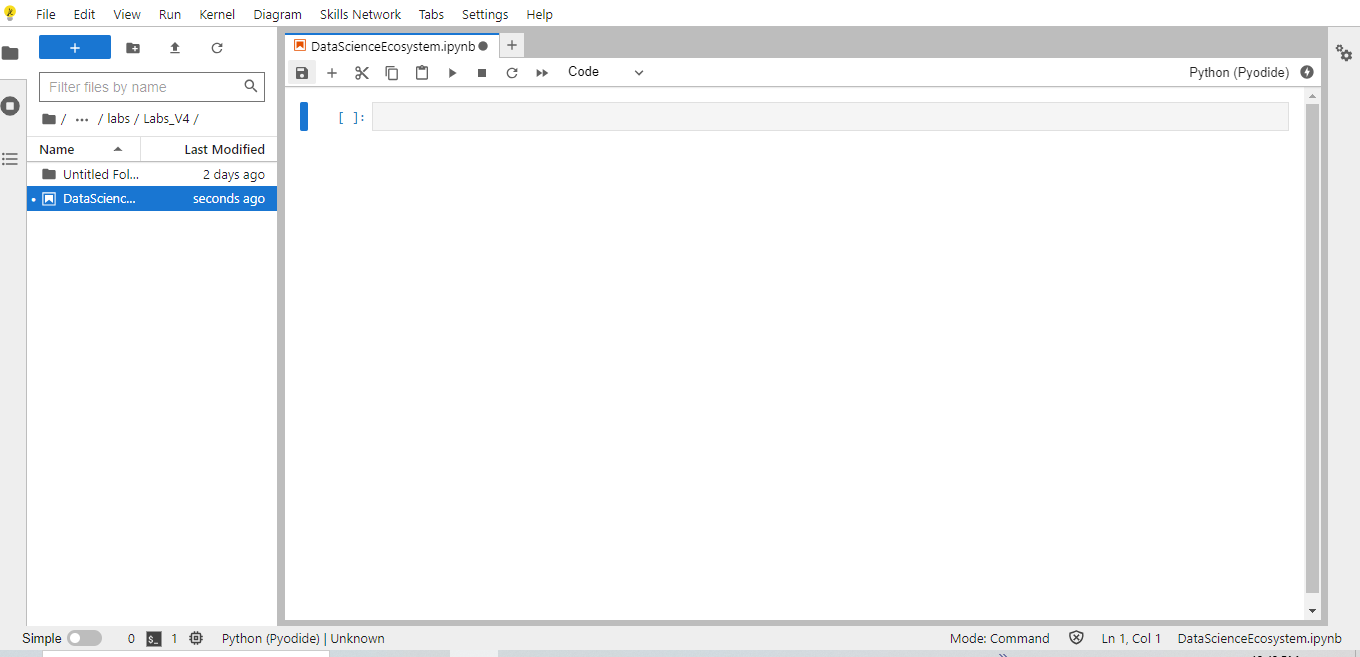 File Edit View Run Kernel Diagram Skills Network Tabs Settings Help
+
Filter files by name
/ ··· / labs / Labs_V4 /
Name Last Modified
Untitled Fol... 2 days ago
DataScienc... seconds ago
DataScienceEcosystem.ipynb
Code
Python (Pyodide)
[ ]:
Simple 0 $_ 1 Python (Pyodide) | Unknown Mode: Command Ln 1, Col 1 DataScienceEcosystem.ipynb